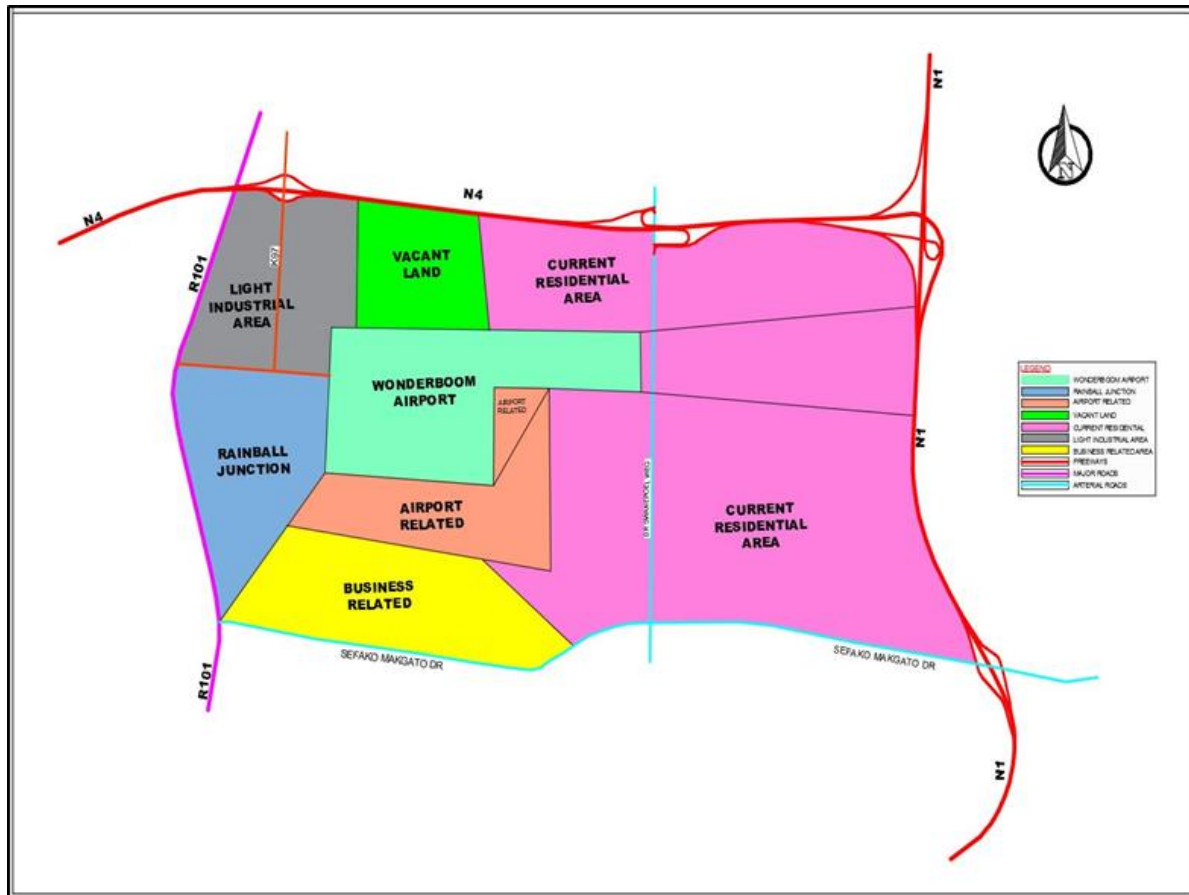 N1
N4
N4
VACANT
LAND
CURRENT
RESIDENTIAL
AREA
R101
K97
LIGHT
INDUSTRIAL
AREA
N
WONDERBOOM
AIRPORT
AIRPORT
RELATED
RAINBALL
JUNCTION
AIRPORT
RELATED
CURRENT
RESIDENTIAL
AREA
N1
BUSINESS
RELATED
SEFAKO MAKGATO DR
SEFAKO MAKGATO DR
R101
N1
LEGEND
WONDERBOOM AIRPORT
RAINBALL JUNCTION
AIRPORT RELATED
VACANT LAND
CURRENT RESIDENTIAL
LIGHT INDUSTRIAL AREA
BUSINESS RELATED AREA
FREEWAYS
MAJOR ROADS
ARTERIAL ROADS